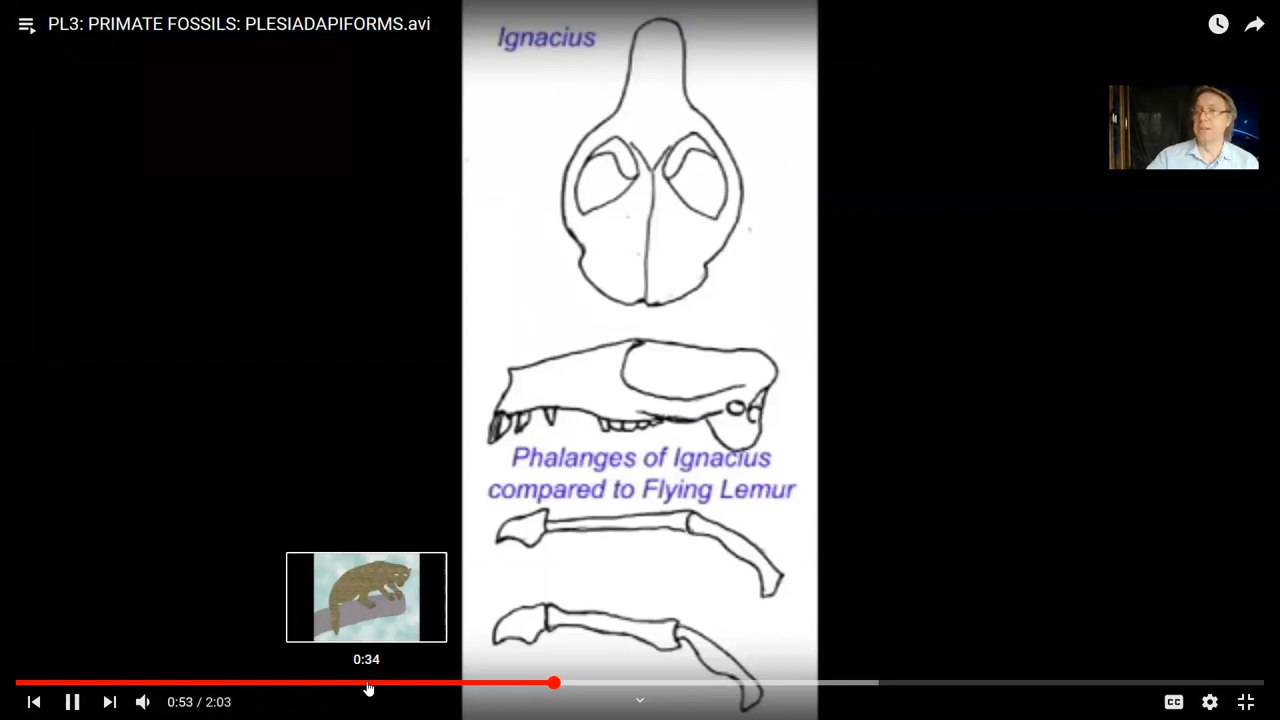 PL3: PRIMATE FOSSILS: PLESIADAPIFORMS.avi
Ignacius
Phalanges of Ignacius
compared to Flying Lemur
0:34
0:53 / 2:03
CC